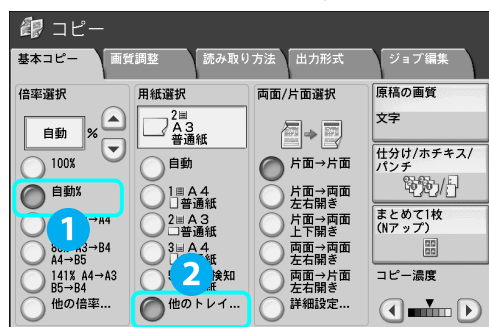 コピー
基本コピー
画質調整
読み取り方法
出力形式
ジョブ編集
倍率選択
自動 %
100%
自動%
→A4
A3→B4
A4→B5
141% A4→A3
B5→B4
他の倍率...
用紙選択
2
A3
普通紙
自動
1 A4
普通紙
2 A3
普通紙
3 A4
紙
検知
紙
他のトレイ...
両面/片面選択
片面→片面
片面→両面
左右開き
片面→両面
上下開き
両面→両面
左右開き
両面→片面
左右開き
詳細設定...
原稿の画質
文字
仕分け/ホチキス/
パンチ
まとめて1枚
(Nアップ)
コピー濃度
1
2